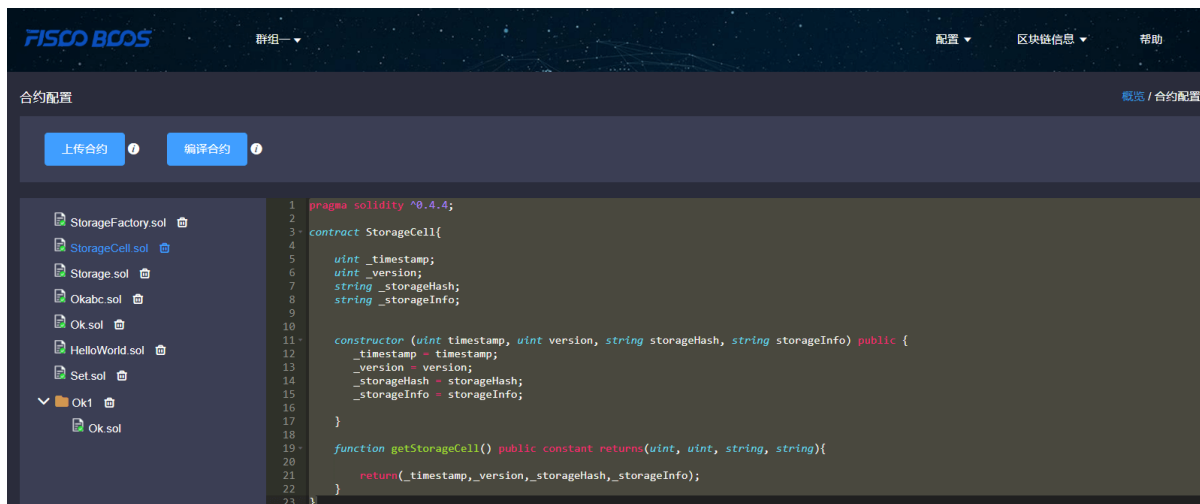 FISCO BCOS 群组一 配置 区块链信息 帮助
合约配置 概览 / 合约配置
上传合约 编译合约
StorageFactory.sol
StorageCell.sol
Storage.sol
Okabc.sol
Ok.sol
HelloWorld.sol
Set.sol
Ok1
Ok.sol
1 pragma solidity ^0.4.4;
2
3 contract StorageCell{
4
5 uint _timestamp;
6 uint _version;
7 string _storageHash;
8 string _storageInfo;
9
10
11 constructor (uint timestamp, uint version, string storageHash, string storageInfo) public {
12 _timestamp = timestamp;
13 _version = version;
14 _storageHash = storageHash;
15 _storageInfo = storageInfo;
16
17 }
18
19 function getStorageCell() public constant returns(uint, uint, string, string){
20
21 return(_timestamp,_version,_storageHash,_storageInfo);
22 }
23 }